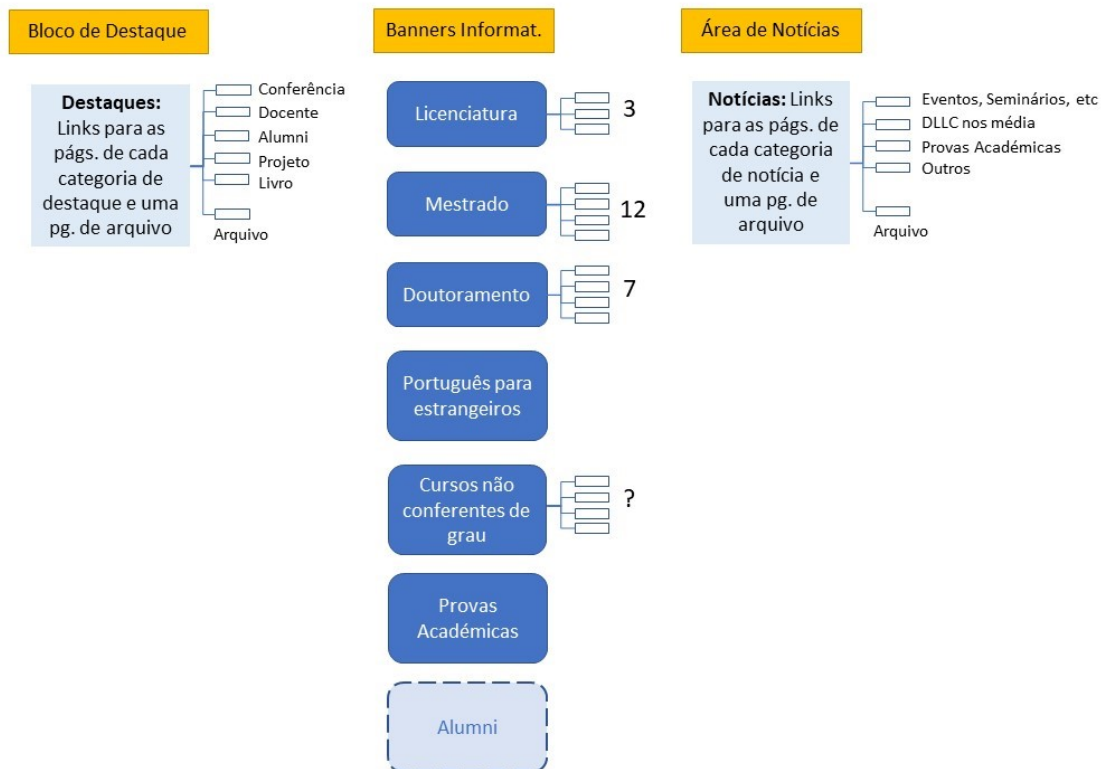 Bloco de Destaque
Destaques:
Links para as
págs. de cada
categoria de
destaque e uma
pg. de arquivo
Conferência
Docente
Alumni
Projeto
Livro
Arquivo
Banners Informat.
Licenciatura
3
Mestrado
12
Doutoramento
7
Português para
estrangeiros
Cursos não
conferentes de
grau
?
Provas
Académicas
Alumni
Área de Notícias
Notícias: Links
para as págs. de
cada categoria
de notícia e
uma pg. de
arquivo
Eventos, Seminários, etc
DLLC nos média
Provas Académicas
Outros
Arquivo